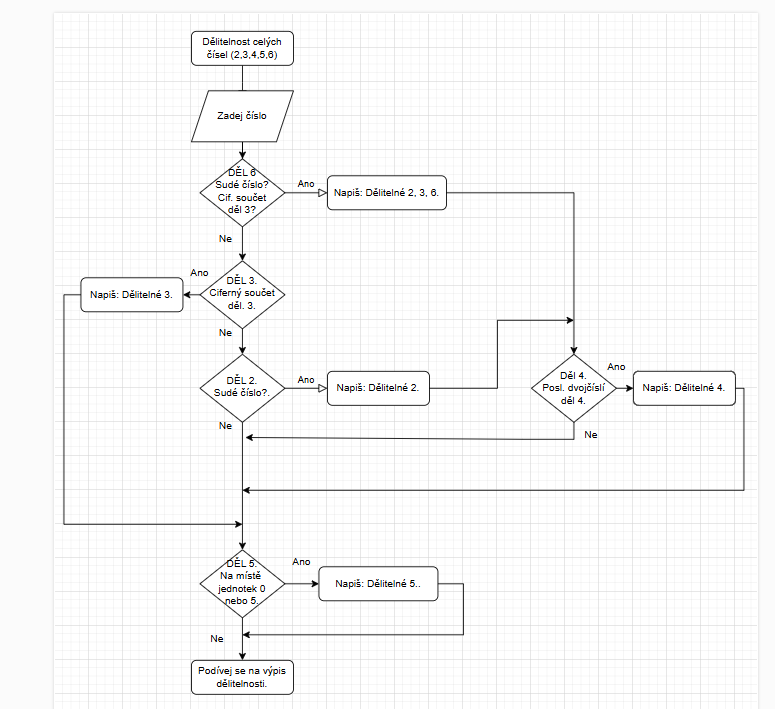 Dělitelnost celých
čísel (2,3,4,5,6)
Zadej číslo
DĚL 6
Sudé číslo?
Cif. součet
děl 3?
Ano
Napiš: Dělitelné 2, 3, 6.
Ne
DĚL 3.
Ciferný součet
děl. 3.
Ano
Napiš: Dělitelné 3.
Ne
DĚL 2.
Sudé číslo?.
Ano
Napiš: Dělitelné 2.
Ne
Děl 4.
Posl. dvojčíslí
děl 4.
Ano
Napiš: Dělitelné 4.
Ne
DĚL 5.
Na místě
jednotek 0
nebo 5.
Ano
Napiš: Dělitelné 5..
Ne
Podívej se na výpis
dělitelnosti.